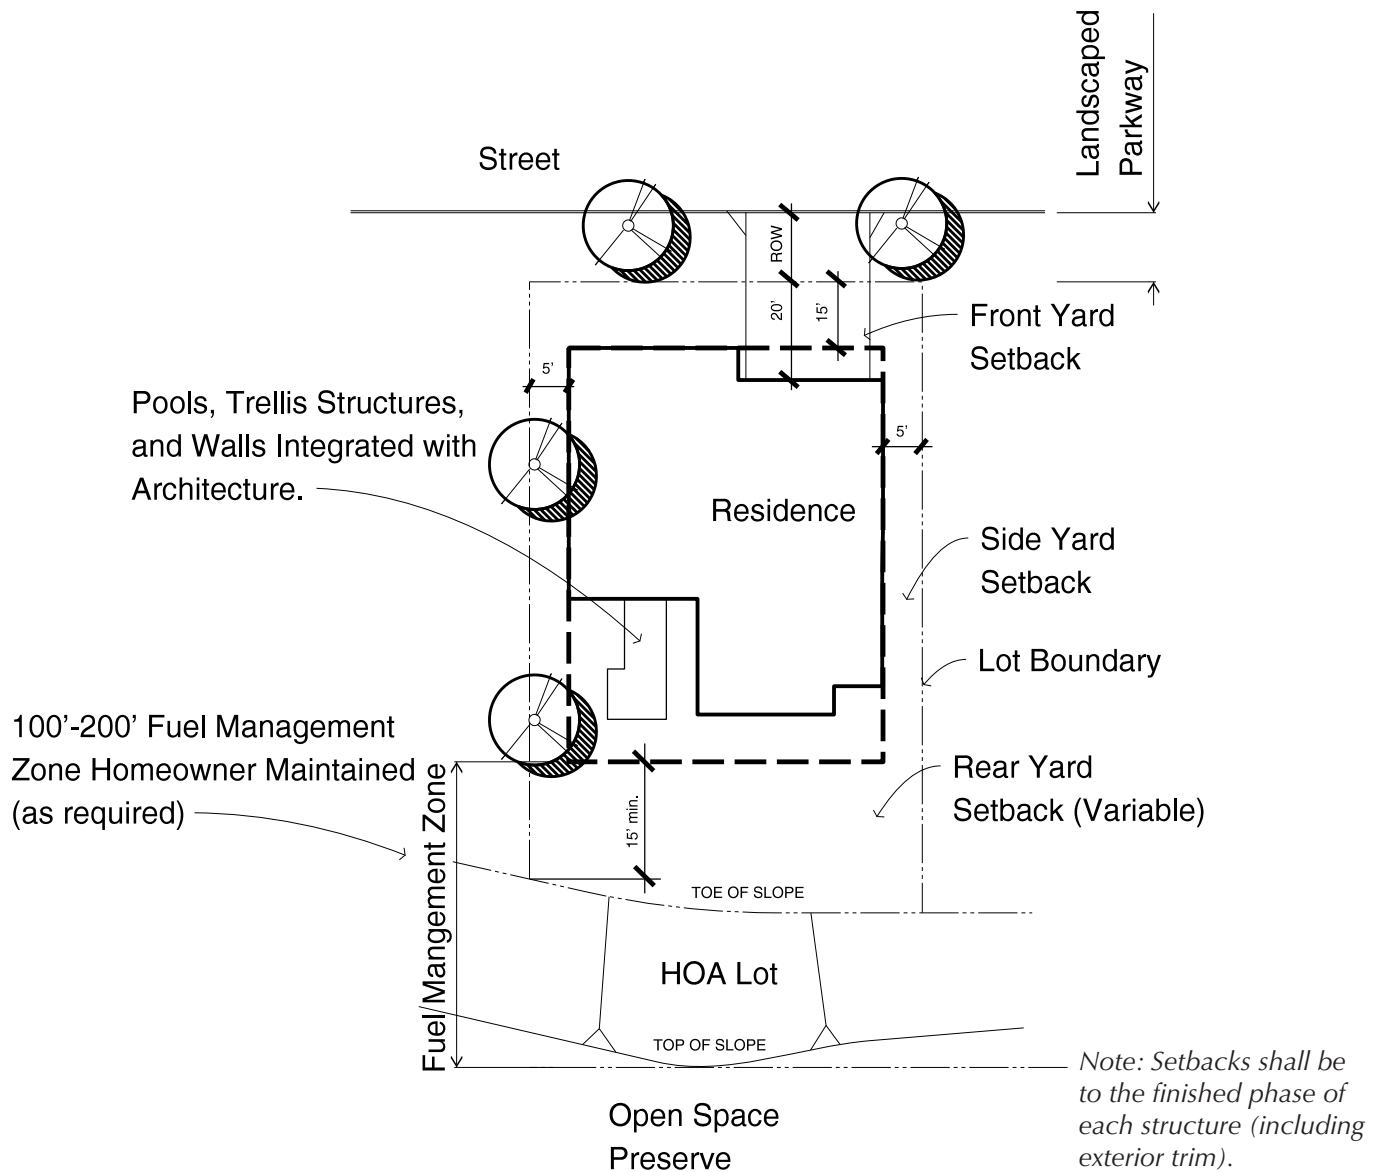 Landscaped
Parkway
Street
ROW
20'
15'
Front Yard
Setback
5'
Pools, Trellis Structures,
and Walls Integrated with
Architecture.
5'
Residence
Side Yard
Setback
Lot Boundary
100'-200' Fuel Management
Zone Homeowner Maintained
(as required)
Fuel Mangement Zone
15' min.
Rear Yard
Setback (Variable)
TOE OF SLOPE
HOA Lot
TOP OF SLOPE
Open Space
Preserve
Note: Setbacks shall be
to the finished phase of
each structure (including
exterior trim).